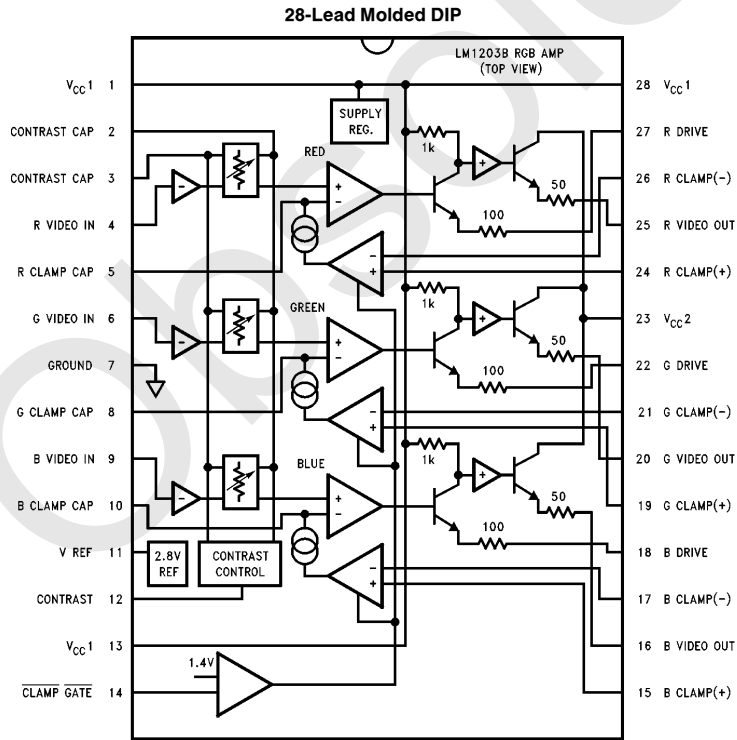 28-Lead Molded DIP
LM1203B RGB AMP
(TOP VIEW)
VCC1 1
CONTRAST CAP 2
CONTRAST CAP 3
R VIDEO IN 4
R CLAMP CAP 5
G VIDEO IN 6
GROUND 7
G CLAMP CAP 8
B VIDEO IN 9
B CLAMP CAP 10
V REF 11
CONTRAST 12
VCC1 13
CLAMP GATE 14
28 VCC1
27 R DRIVE
26 R CLAMP(-)
25 R VIDEO OUT
24 R CLAMP(+)
23 VCC2
22 G DRIVE
21 G CLAMP(-)
20 G VIDEO OUT
19 G CLAMP(+)
18 B DRIVE
17 B CLAMP(-)
16 B VIDEO OUT
15 B CLAMP(+)
SUPPLY
REG.
RED
1k
+
50
100
-
+
-
-
+
GREEN
1k
+
50
100
-
+
-
-
+
BLUE
1k
+
50
100
-
+
-
-
+
2.8V
REF
CONTRAST
CONTROL
1.4V
Obsole